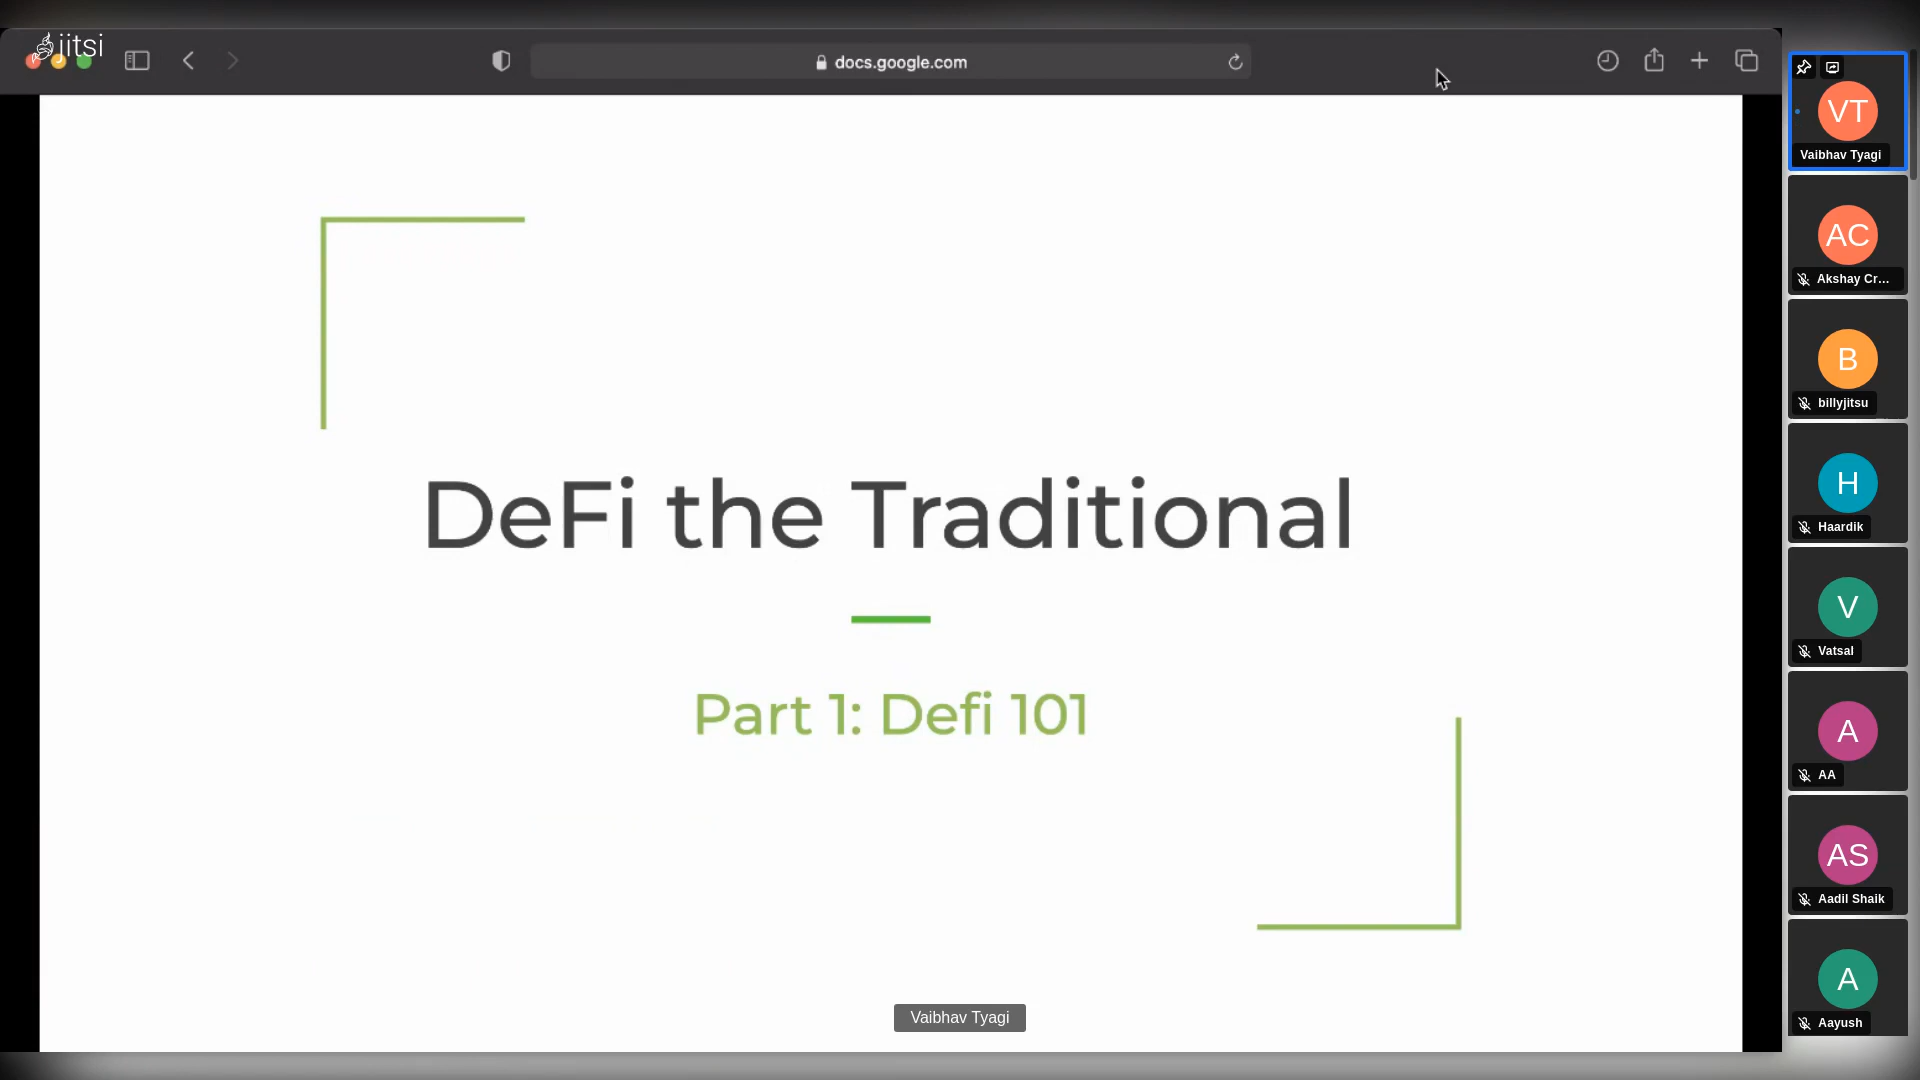 jitsi
docs.google.com
DeFi the Traditional
Part 1: Defi 101
Vaibhav Tyagi
VT
Vaibhav Tyagi
AC
Akshay Cr...
B
billyjitsu
H
Haardik
V
Vatsal
A
AA
AS
Aadil Shaik
A
Aayush